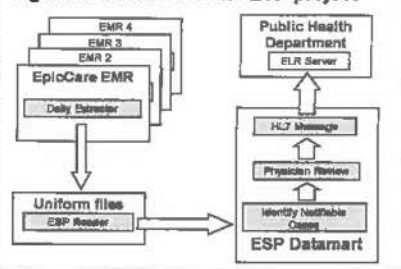 EMR 4
EMR 3
EMR 2
EpicCare EMR
Daily Extractor
Uniform files
ESP Reader
Public Health
Department
ELR Server
HL7 Message
Physician Review
Identify Notifiable
Cases
ESP Datamart